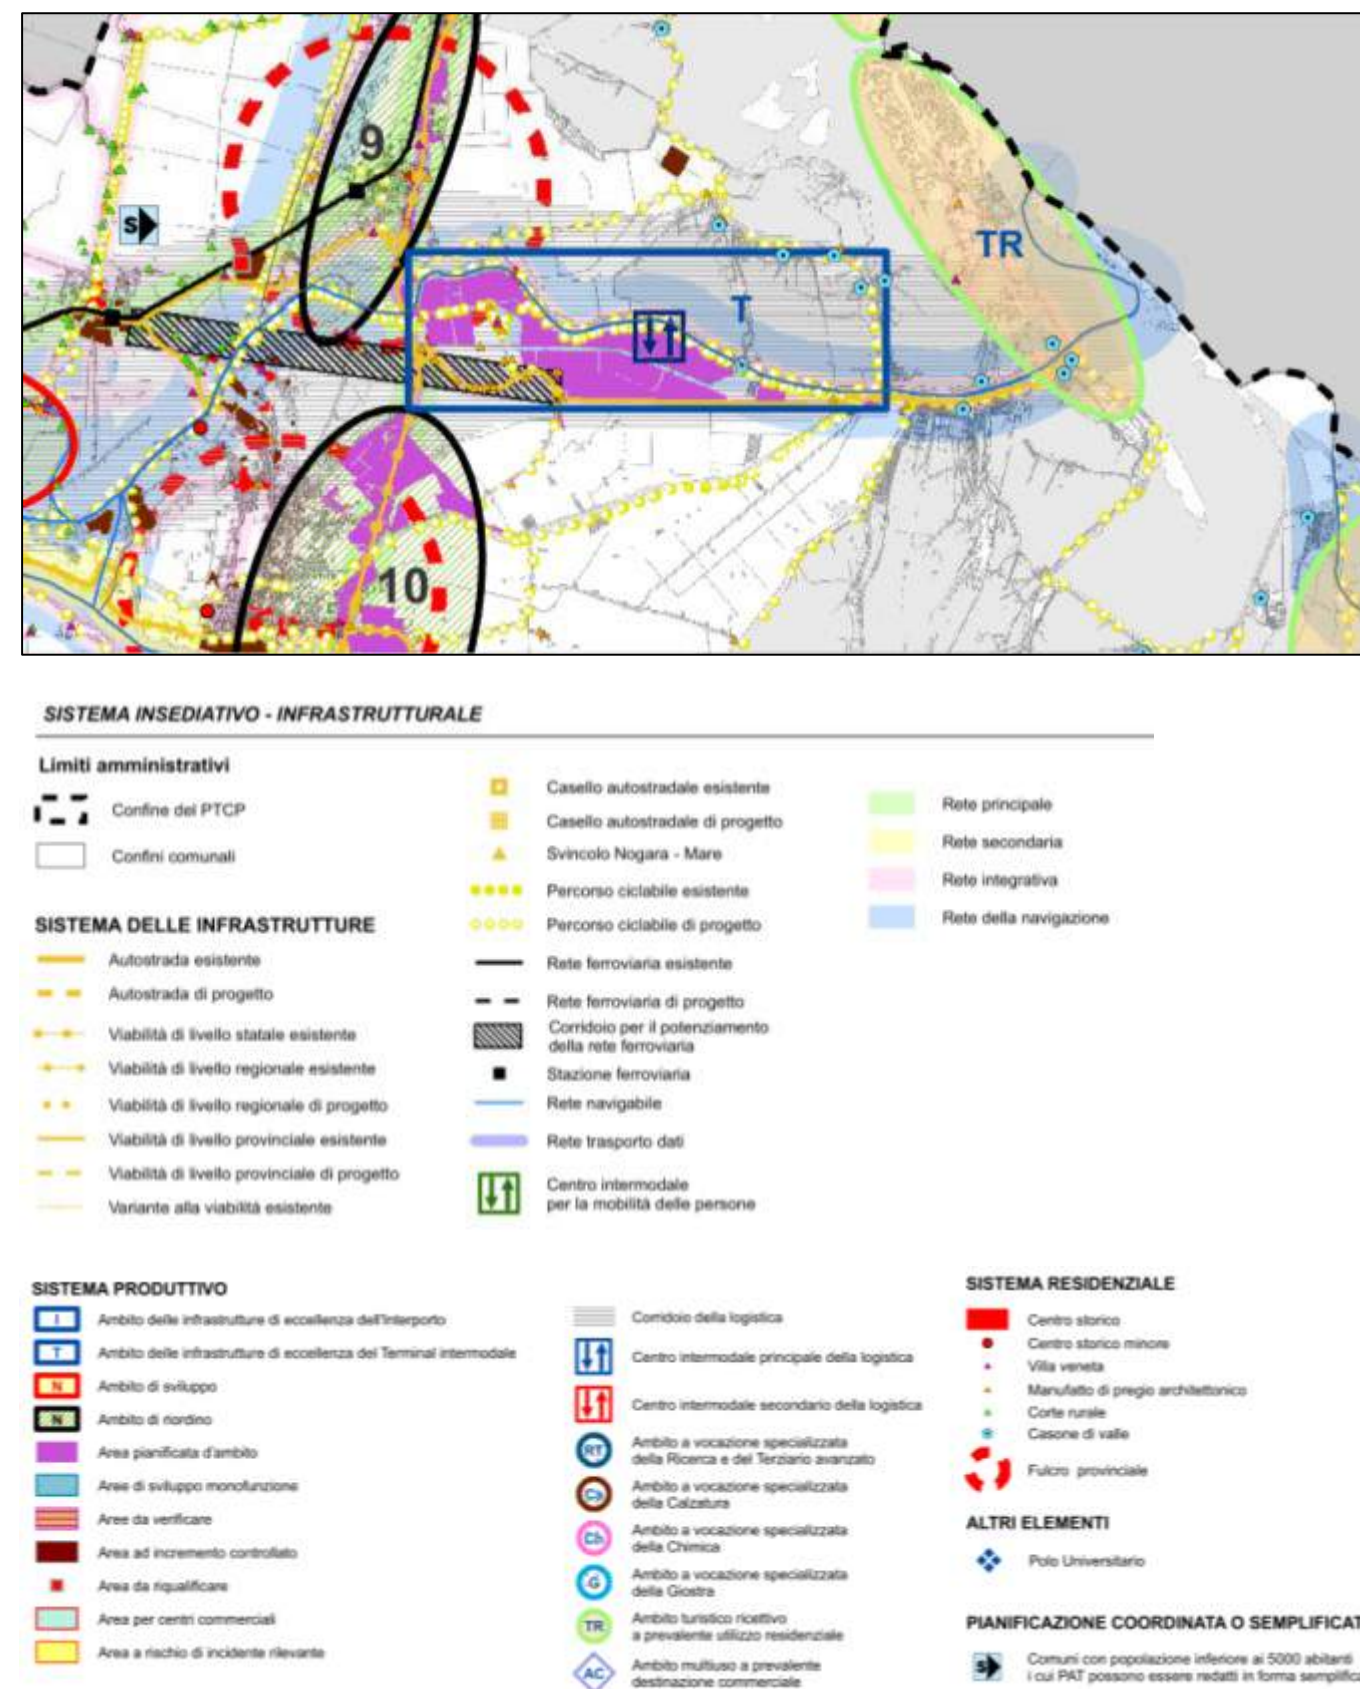 9
S
TR
T
10
SISTEMA INSEDIATIVO - INFRASTRUTTURALE
Limiti amministrativi
Confine del PTCP
Confini comunali
SISTEMA DELLE INFRASTRUTTURE
Autostrada esistente
Autostrada di progetto
Viabilità di livello statale esistente
Viabilità di livello regionale esistente
Viabilità di livello regionale di progetto
Viabilità di livello provinciale esistente
Viabilità di livello provinciale di progetto
Variante alla viabilità esistente
Casello autostradale esistente
Casello autostradale di progetto
Svincolo Nogara - Mare
Percorso ciclabile esistente
Percorso ciclabile di progetto
Rete ferroviaria esistente
Rete ferroviaria di progetto
Corridoio per il potenziamento
della rete ferroviaria
Stazione ferroviaria
Rete navigabile
Rete trasporto dati
Centro intermodale
per la mobilità delle persone
Rete principale
Rete secondaria
Rete integrativa
Rete della navigazione
SISTEMA PRODUTTIVO
I Ambito delle infrastrutture di eccellenza dell'Interporto
T Ambito delle infrastrutture di eccellenza del Terminal intermodale
N Ambito di sviluppo
N Ambito di riordino
Area pianificata d'ambito
Aree di sviluppo monofunzione
Aree da verificare
Area ad incremento controllato
Area da riqualificare
Area per centri commerciali
Area a rischio di incidente rilevante
Corridoio della logistica
Centro intermodale principale della logistica
Centro intermodale secondario della logistica
RT Ambito a vocazione specializzata
della Ricerca e del Terziario avanzato
Ca Ambito a vocazione specializzata
della Calzatura
Ch Ambito a vocazione specializzata
della Chimica
G Ambito a vocazione specializzata
della Giostra
TR Ambito turistico ricettivo
a prevalente utilizzo residenziale
AC Ambito multiuso a prevalente
destinazione commerciale
SISTEMA RESIDENZIALE
Centro storico
Centro storico minore
Villa veneta
Manufatto di pregio architettonico
Corte rurale
Casone di valle
Fulcro provinciale
ALTRI ELEMENTI
Polo Universitario
PIANIFICAZIONE COORDINATA O SEMPLIFICAT
S Comuni con popolazione inferiore ai 5000 abitanti
i cui PAT possono essere redatti in forma semplifica